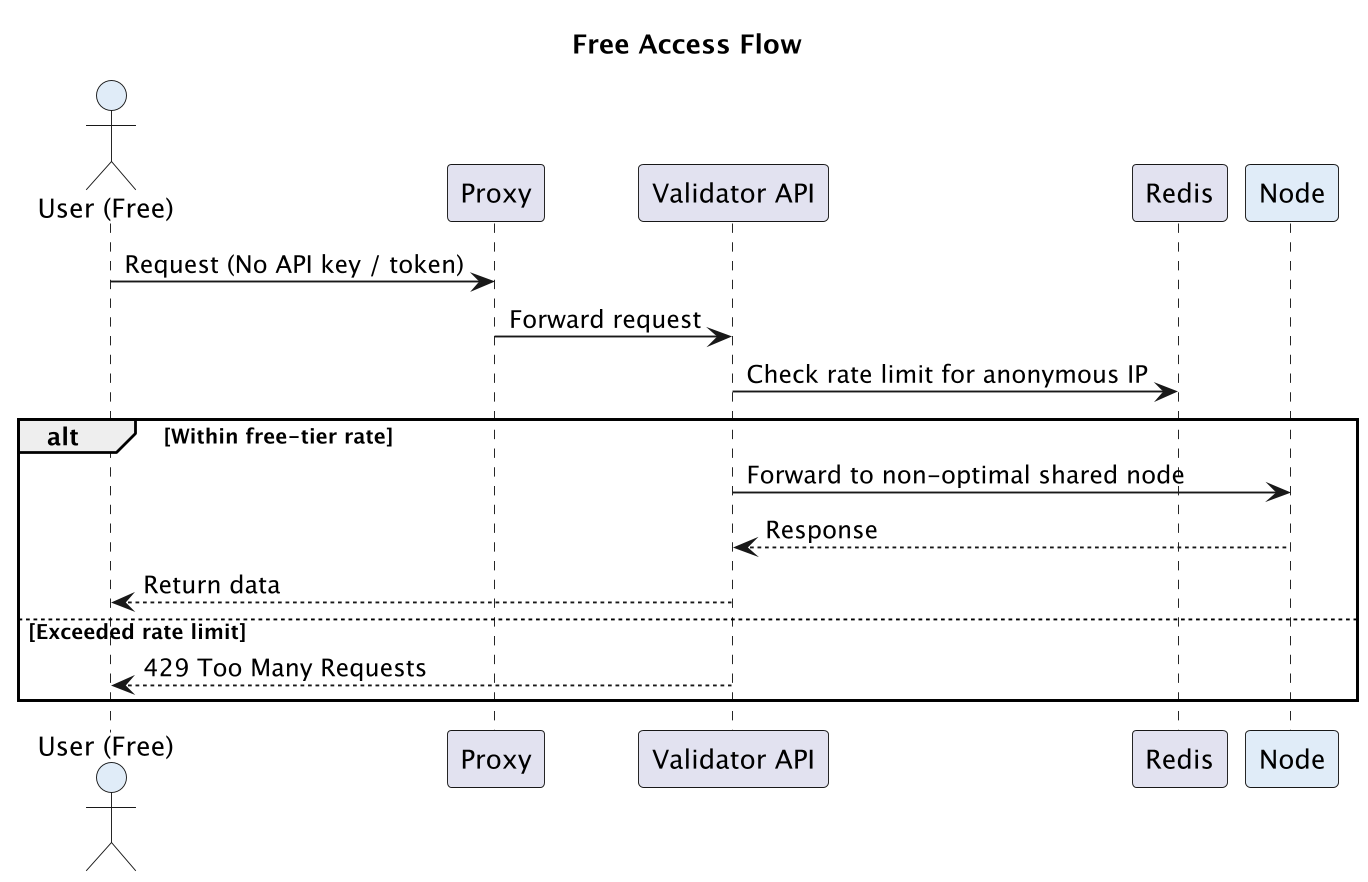 Free Access Flow
User (Free)
Proxy
Validator API
Redis
Node
Request (No API key / token)
Forward request
Check rate limit for anonymous IP
alt
[Within free-tier rate]
Forward to non-optimal shared node
Response
Return data
[Exceeded rate limit]
429 Too Many Requests
User (Free)
Proxy
Validator API
Redis
Node